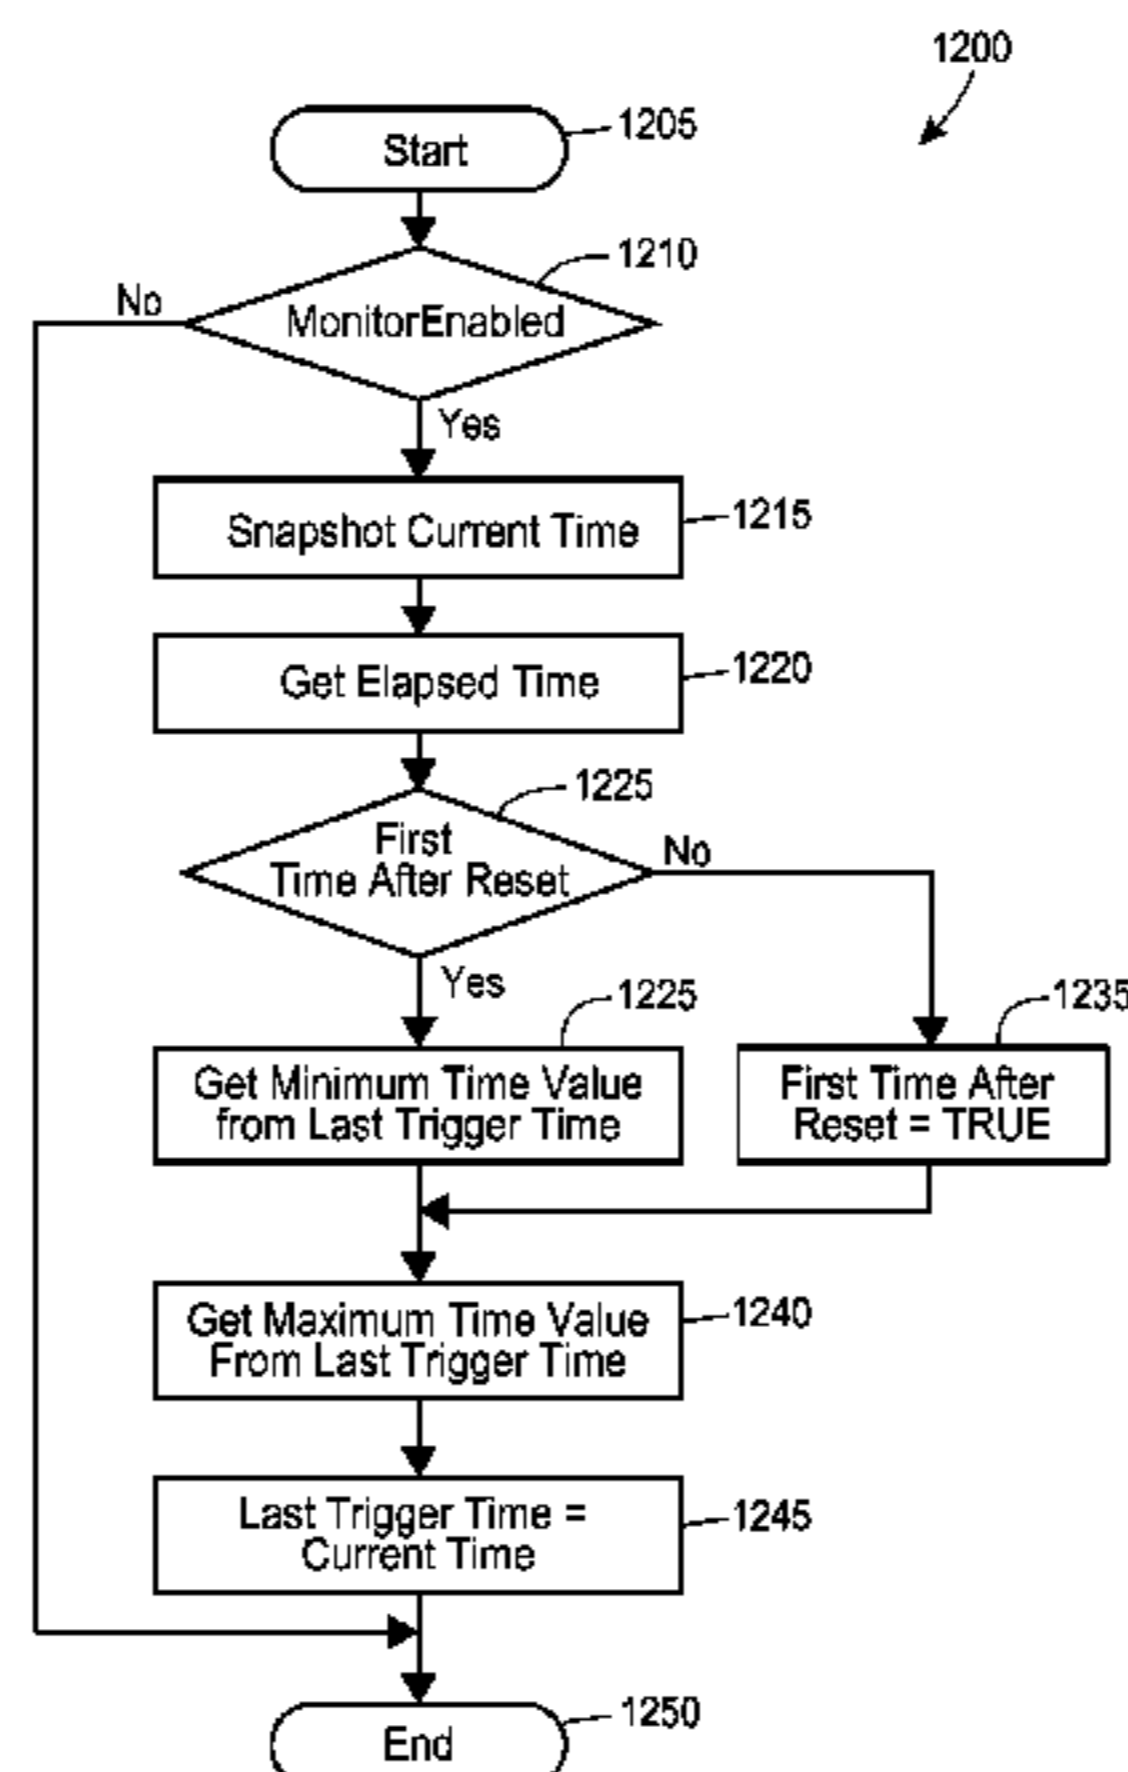 1200
Start
1205
MonitorEnabled
1210
No
Yes
Snapshot Current Time
1215
Get Elapsed Time
1220
1225
First
Time After Reset
No
Yes
1225
1235
Get Minimum Time Value
from Last Trigger Time
First Time After
Reset = TRUE
Get Maximum Time Value
From Last Trigger Time
1240
Last Trigger Time =
Current Time
1245
End
1250